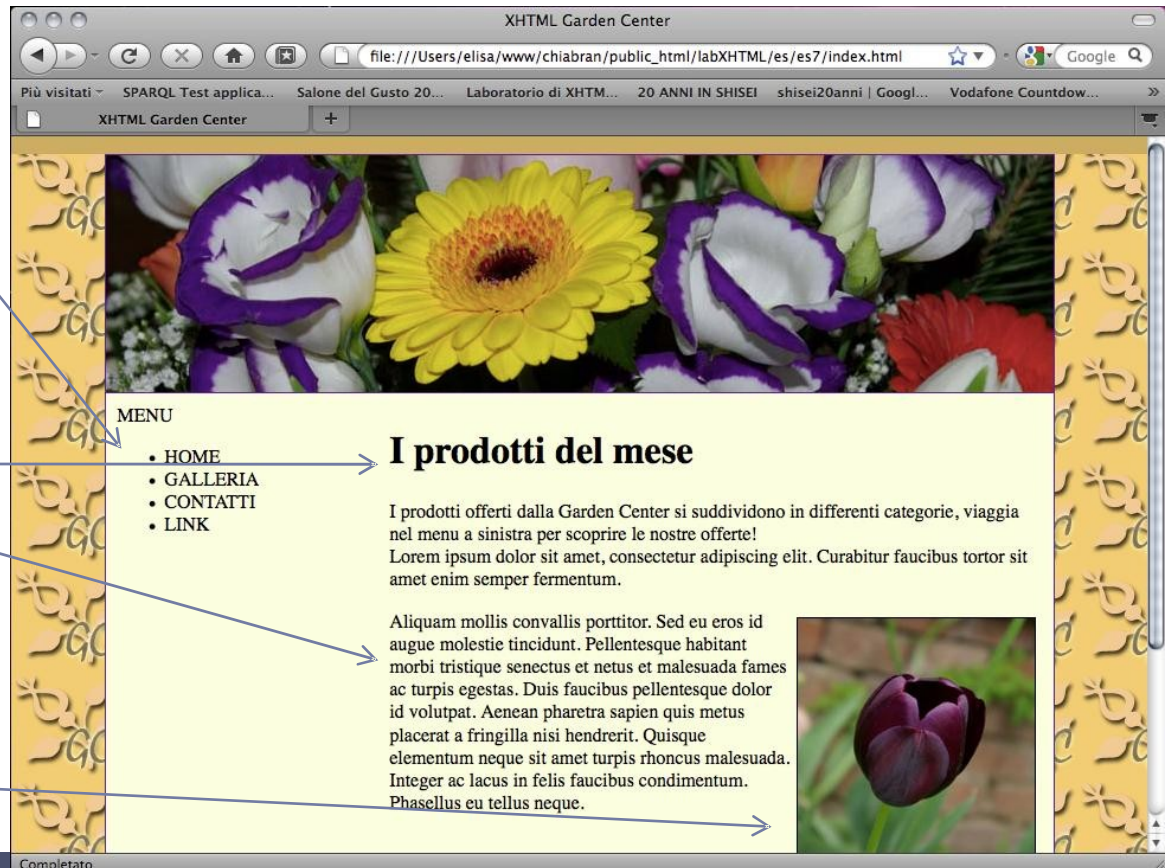 XHTML Garden Center
file:///Users/elisa/www/chiabran/public_html/labXHTML/es/es7/index.html
Google
Più visitati
SPARQL Test applica...
Salone del Gusto 20...
Laboratorio di XHTM...
20 ANNI IN SHISEI
shisei20anni | Googl...
Vodafone Countdow...
»
XHTML Garden Center
+
MENU
• HOME
• GALLERIA
• CONTATTI
• LINK
I prodotti del mese
I prodotti offerti dalla Garden Center si suddividono in differenti categorie, viaggia
nel menu a sinistra per scoprire le nostre offerte!
Lorem ipsum dolor sit amet, consectetur adipiscing elit. Curabitur faucibus tortor sit
amet enim semper fermentum.
Aliquam mollis convallis porttitor. Sed eu eros id
augue molestie tincidunt. Pellentesque habitant
morbi tristique senectus et netus et malesuada fames
ac turpis egestas. Duis faucibus pellentesque dolor
id volutpat. Aenean pharetra sapien quis metus
placerat a fringilla nisi hendrerit. Quisque
elementum neque sit amet turpis rhoncus malesuada.
Integer ac lacus in felis faucibus condimentum.
Phasellus eu tellus neque.
Completato